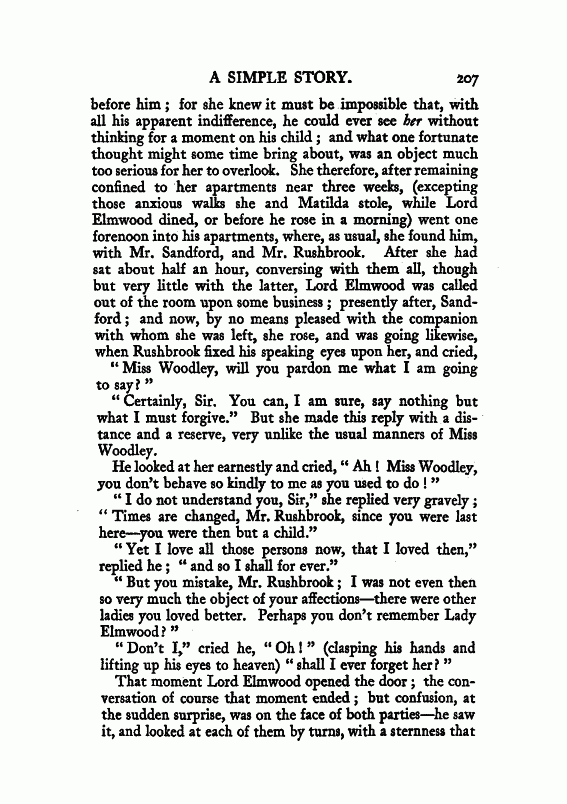 A SIMPLE STORY. 207
before him ; for she knew it must be impossible that, with
all his apparent indifference, he could ever see her without
thinking for a moment on his child ; and what one fortunate
thought might some time bring about, was an object much
too serious for her to overlook. She therefore, after remaining
confined to her apartments near three weeks, (excepting
those anxious walks she and Matilda stole, while Lord
Elmwood dined, or before he rose in a morning) went one
forenoon into his apartments, where, as usual, she found him,
with Mr. Sandford, and Mr. Rushbrook. After she had
sat about half an hour, conversing with them all, though
but very little with the latter, Lord Elmwood was called
out of the room upon some business ; presently after, Sand-
ford ; and now, by no means pleased with the companion
with whom she was left, she rose, and was going likewise,
when Rushbrook fixed his speaking eyes upon her, and cried,
“ Miss Woodley, will you pardon me what I am going
to say? ”
“ Certainly, Sir. You can, I am sure, say nothing but
what I must forgive.” But she made this reply with a dis-
tance and a reserve, very unlike the usual manners of Miss
Woodley.
He looked at her earnestly and cried, “ Ah ! Miss Woodley,
you don’t behave so kindly to me as you used to do ! ”
“ I do not understand you, Sir,” she replied very gravely ;
“ Times are changed, Mr. Rushbrook, since you were last
here—you were then but a child.”
“ Yet I love all those persons now, that I loved then,”
replied he ; “ and so I shall for ever.”
“ But you mistake, Mr. Rushbrook ; I was not even then
so very much the object of your affections—there were other
ladies you loved better. Perhaps you don’t remember Lady
Elmwood? ”
“ Don’t I,” cried he, “ Oh ! ” (clasping his hands and
lifting up his eyes to heaven) “ shall I ever forget her? ”
That moment Lord Elmwood opened the door ; the con-
versation of course that moment ended ; but confusion, at
the sudden surprise, was on the face of both parties—he saw
it, and looked at each of them by turns, with a sternness that